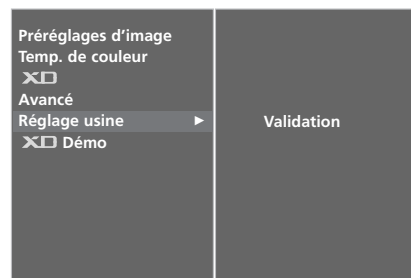 Préréglages d'image
Temp. de couleur
XD
Avancé
Réglage usine ►
Validation
XD Démo